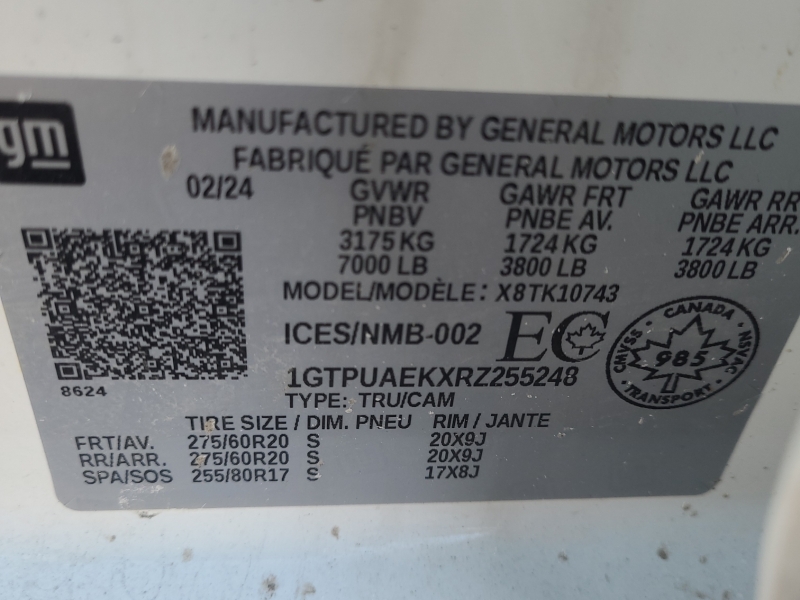 gm
MANUFACTURED BY GENERAL MOTORS LLC
FABRIQUÉ PAR GENERAL MOTORS LLC
02/24 GVWR GAWR FRT GAWR RR
PNBV PNBE AV. PNBE ARR.
3175 KG 1724 KG 1724 KG
7000 LB 3800 LB 3800 LB
MODEL/MODÈLE: X8TK10743
ICES/NMB-002 EC
CANADA
CMVSS 985 NSVAC
TRANSPORT
8624
1GTPUAEKXRZ255248
TYPE: TRU/CAM
TIRE SIZE / DIM. PNEU RIM / JANTE
FRT/AV. 275/60R20 S 20X9J
RR/ARR. 275/60R20 S 20X9J
SPA/SOS 255/80R17 S 17X8J